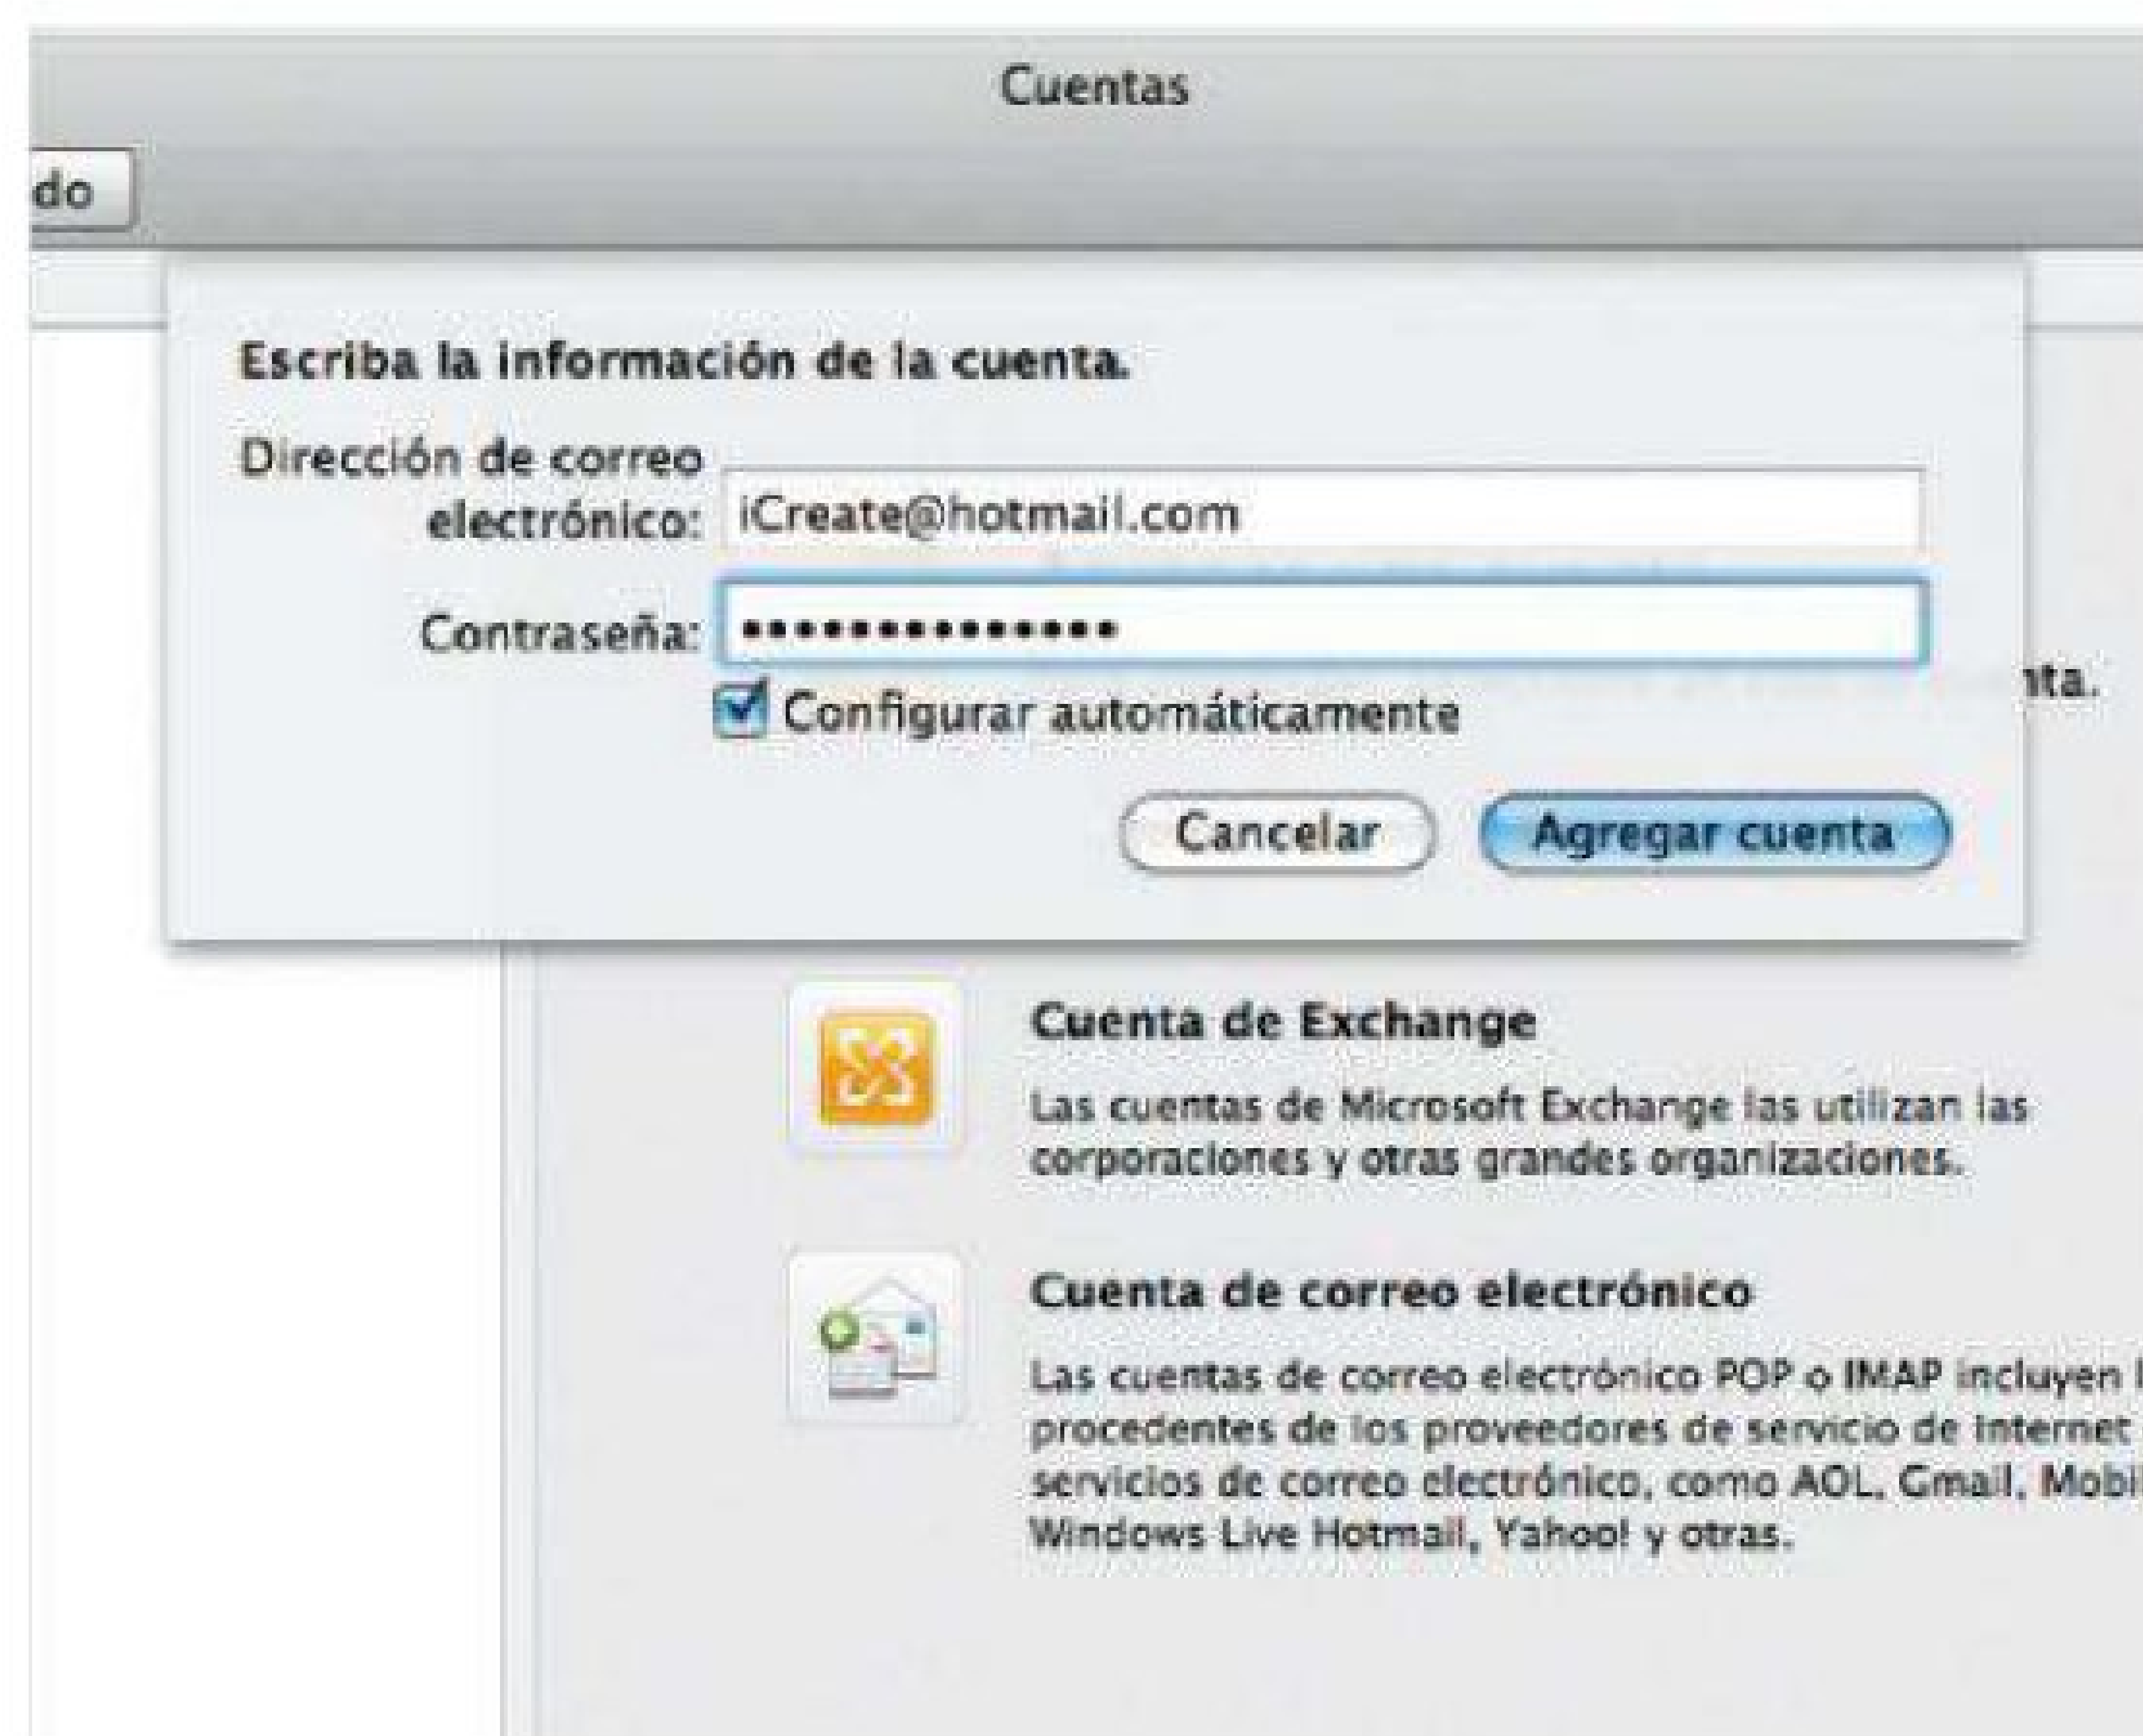 Cuentas
do
Escriba la información de la cuenta.
Dirección de correo
electrónico:
iCreate@hotmail.com
Contraseña:
••••••••••••••
Configurar automáticamente
nta.
Cancelar
Agregar cuenta
Cuenta de Exchange
Las cuentas de Microsoft Exchange las utilizan las
corporaciones y otras grandes organizaciones.
Cuenta de correo electrónico
Las cuentas de correo electrónico POP o IMAP incluyen
procedentes de los proveedores de servicio de Internet
servicios de correo electrónico, como AOL, Gmail, Mobil
Windows Live Hotmail, Yahoo! y otras.